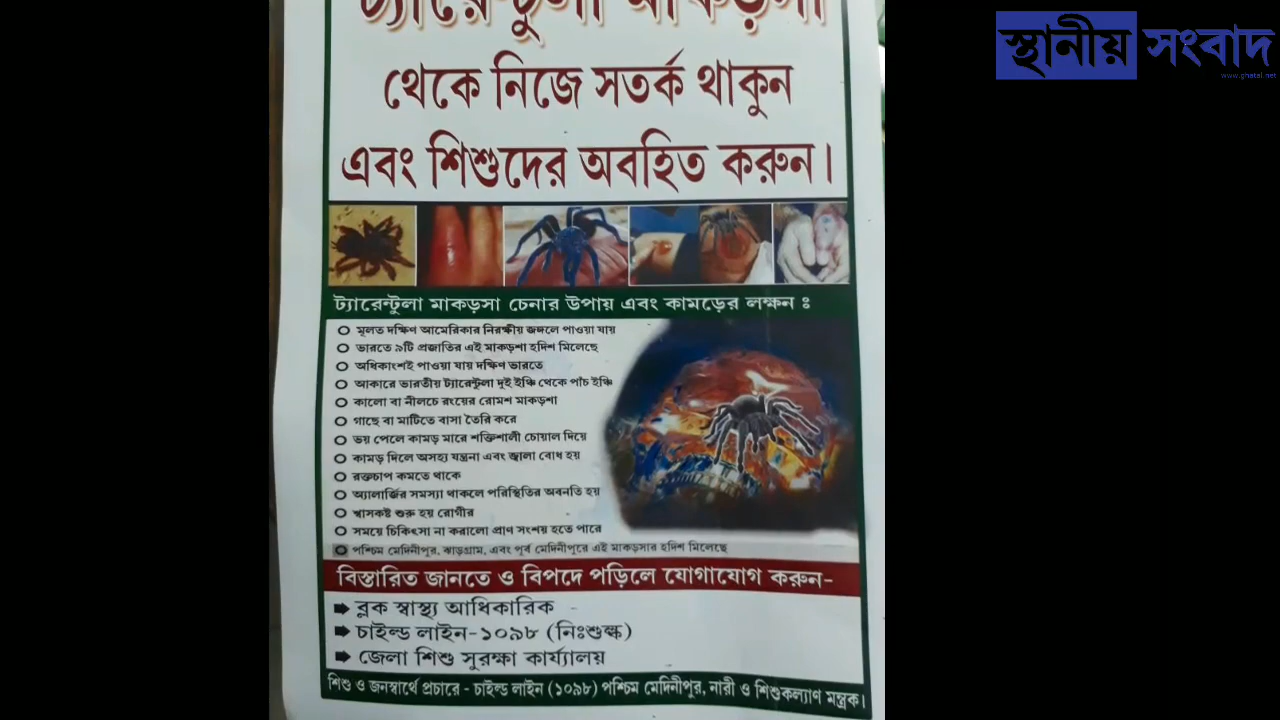 ট্যারেন্টুলা মাকড়সা
স্থানীয় সংবাদ
www.ghatal.net
থেকে নিজে সতর্ক থাকুন
এবং শিশুদের অবহিত করুন।
ট্যারেন্টুলা মাকড়সা চেনার উপায় এবং কামড়ের লক্ষন ঃ
মূলত দক্ষিণ আমেরিকার নিরক্ষীয় জঙ্গলে পাওয়া যায়
ভারতে ৯টি প্রজাতির এই মাকড়শা হদিশ মিলেছে
অধিকাংশই পাওয়া যায় দক্ষিণ ভারতে
আকারে ভারতীয় ট্যারেন্টুলা দুই ইঞ্চি থেকে পাঁচ ইঞ্চি
কালো বা নীলচে রংয়ের রোমশ মাকড়শা
গাছে বা মাটিতে বাসা তৈরি করে
ভয় পেলে কামড় মারে শক্তিশালী চোয়াল দিয়ে
কামড় দিলে অসহ্য যন্ত্রনা এবং জ্বালা বোধ হয়
রক্তচাপ কমতে থাকে
অ্যালার্জির সমস্যা থাকলে পরিস্থিতির অবনতি হয়
শ্বাসকষ্ট শুরু হয় রোগীর
সময়ে চিকিৎসা না করালো প্রাণ সংশয় হতে পারে
পশ্চিম মেদিনীপুর, ঝাড়গ্রাম, এবং পূর্ব মেদিনীপুরে এই মাকড়সার হদিশ মিলেছে
বিস্তারিত জানতে ও বিপদে পড়িলে যোগাযোগ করুন-
➡ ব্লক স্বাস্থ্য আধিকারিক -
➡ চাইল্ড লাইন-১০৯৮ (নিঃশুল্ক)
➡ জেলা শিশু সুরক্ষা কার্য্যালয়
শিশু ও জনস্বার্থে প্রচারে - চাইল্ড লাইন (১০৯৮) পশ্চিম মেদিনীপুর, নারী ও শিশুকল্যাণ মন্ত্রক।